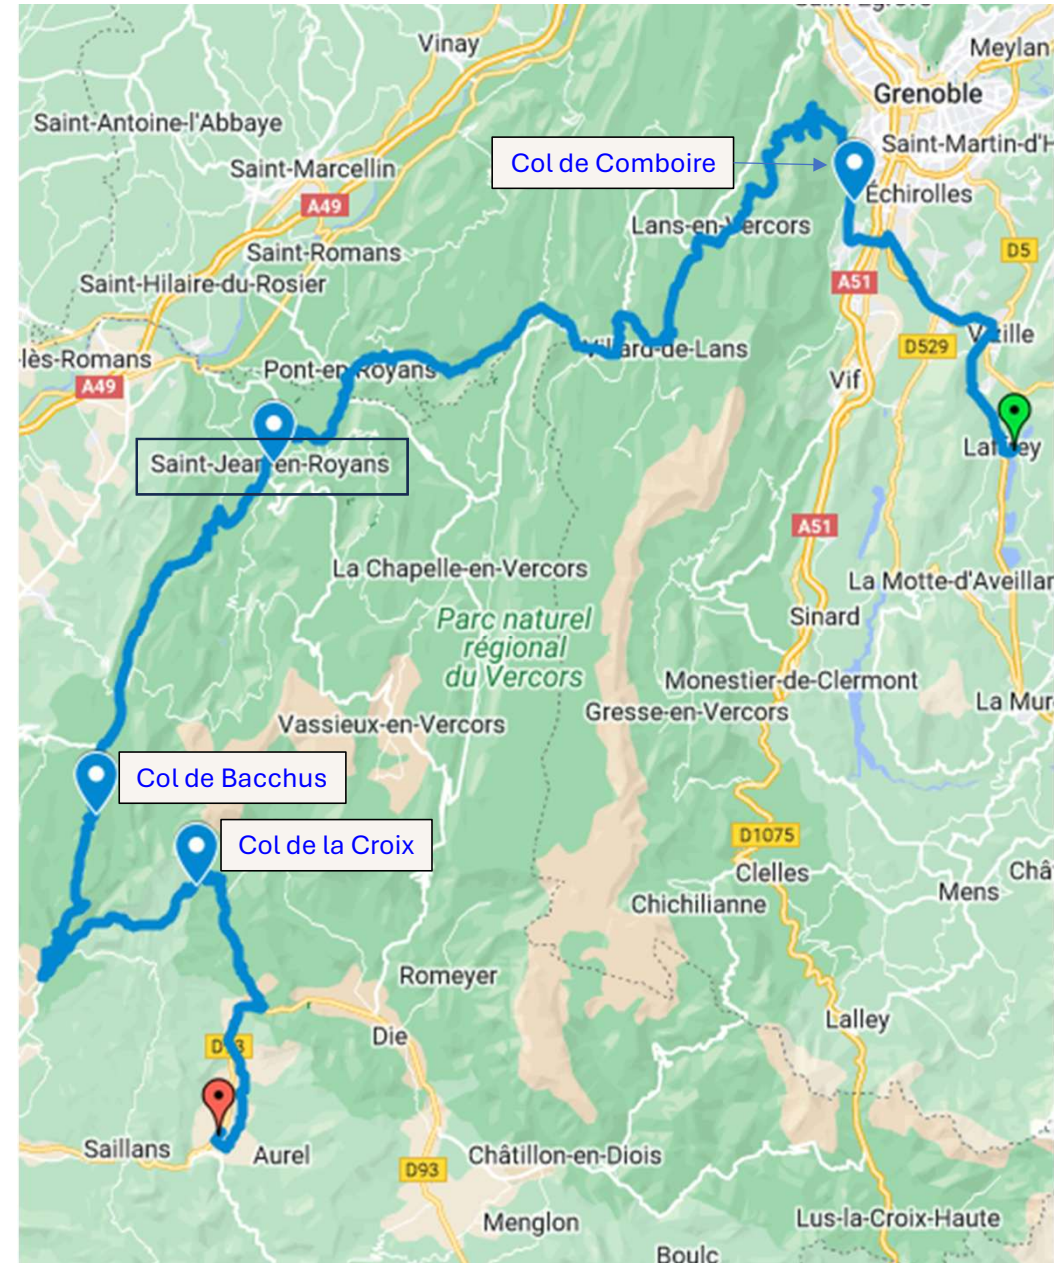 Vinay
Meylan
Grenoble
Saint-Antoine-l'Abbaye
Saint-Martin-d'H
Col de Comboire
Saint-Marcellin
Échirolles
A49
Lans-en-Vercors
D5
Saint-Romans
A51
Saint-Hilaire-du-Rosier
lès-Romans
Villard-de-Lans
D529
Pont-en-Royans
A49
Vif
Saint-Jean-en-Royans
A51
La Chapelle-en-Vercors
La Motte-d'Aveillan
Parc naturel
régional
du Vercors
Sinard
Monestier-de-Clermont
La Mur
Gresse-en-Vercors
Vassieux-en-Vercors
Col de Bacchus
D1075
Col de la Croix
Clelles
Châ
Mens
Chichilianne
Romeyer
Lalley
Die
Saillans
Aurel
Châtillon-en-Diois
D93
Menglon
Lus-la-Croix-Haute
Boulc